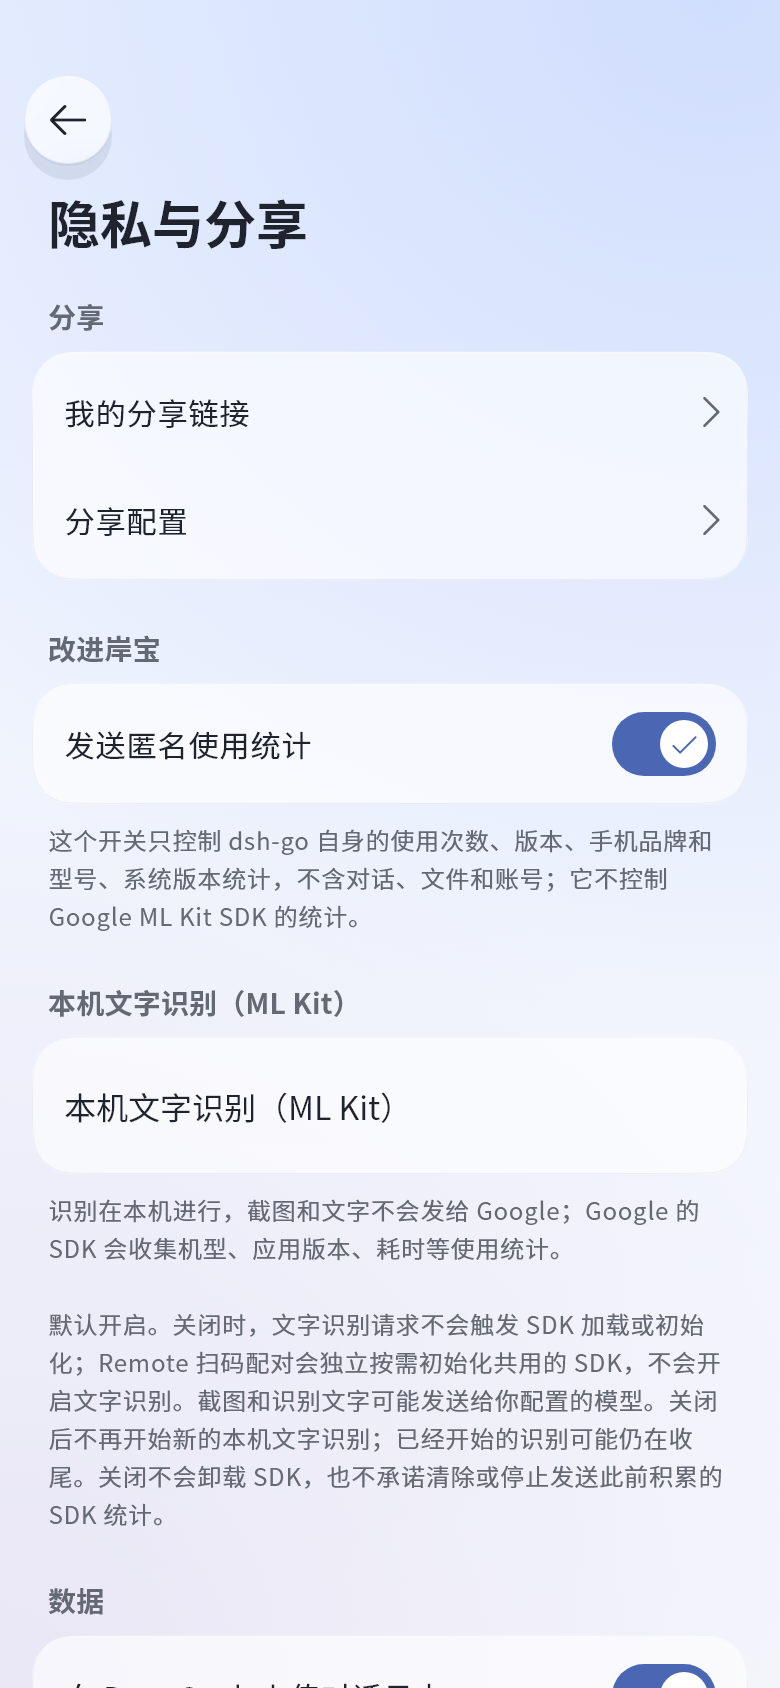 隐私与分享
分享
我的分享链接
分享配置
改进岸宝
发送匿名使用统计
这个开关只控制 dsh-go 自身的使用次数、版本、手机品牌和
型号、系统版本统计，不含对话、文件和账号；它不控制
Google ML Kit SDK 的统计。
本机文字识别（ML Kit）
本机文字识别（ML Kit）
识别在本机进行，截图和文字不会发给 Google；Google 的
SDK 会收集机型、应用版本、耗时等使用统计。
默认开启。关闭时，文字识别请求不会触发 SDK 加载或初始
化；Remote 扫码配对会独立按需初始化共用的 SDK，不会开
启文字识别。截图和识别文字可能发送给你配置的模型。关闭
后不再开始新的本机文字识别；已经开始的识别可能仍在收
尾。关闭不会卸载 SDK，也不承诺清除或停止发送此前积累的
SDK 统计。
数据